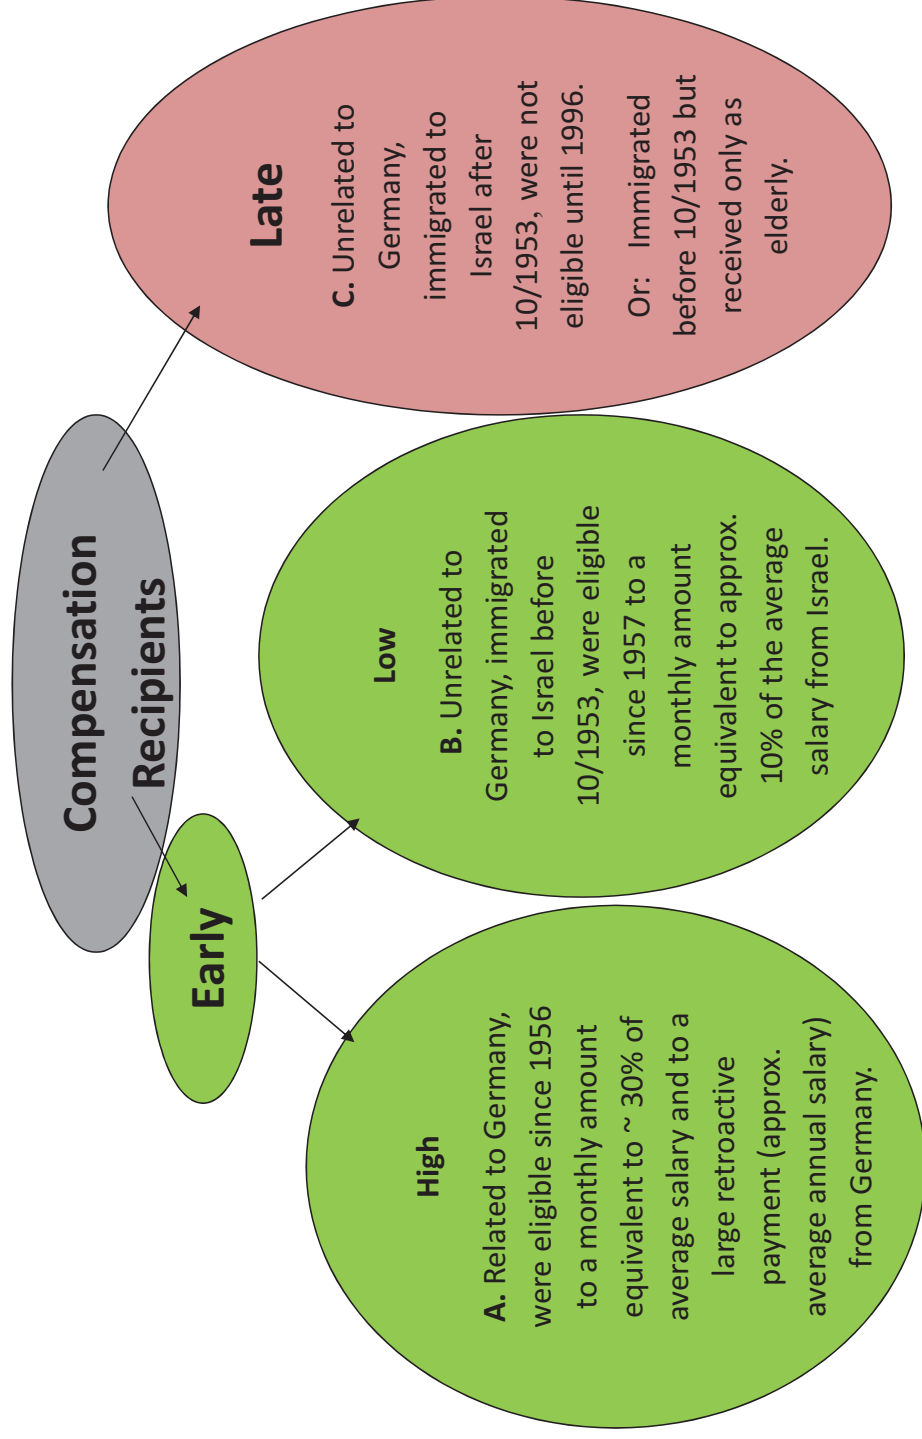 Compensation
Recipients
Early
High
A. Related to Germany,
were eligible since 1956
to a monthly amount
equivalent to ~ 30% of
average salary and to a
large retroactive
payment (approx.
average annual salary)
from Germany.
Low
B. Unrelated to
Germany, immigrated
to Israel before
10/1953, were eligible
since 1957 to a
monthly amount
equivalent to approx.
10% of the average
salary from Israel.
Late
C. Unrelated to
Germany,
immigrated to
Israel after
10/1953, were not
eligible until 1996.
Or: Immigrated
before 10/1953 but
received only as
elderly.